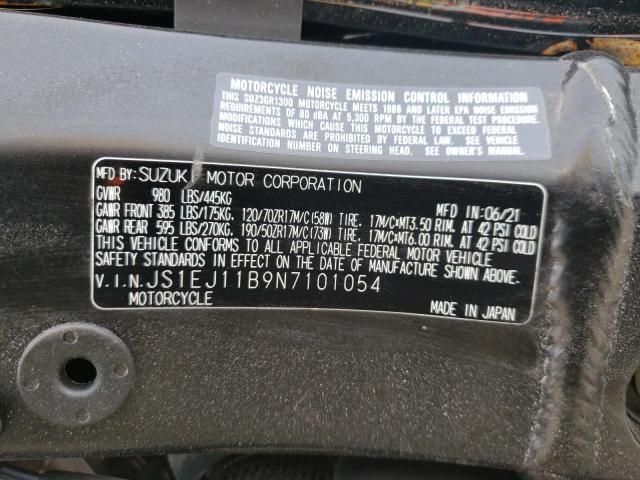 MOTORCYCLE NOISE EMISSION CONTROL INFORMATION
THIS SUZ3GR1300 MOTORCYCLE MEETS 1986 AND LATER EPA NOISE EMISSION
REQUIREMENTS OF 80 dBA AT 5,300 RPM BY THE FEDERAL TEST PROCEDURE.
MODIFICATIONS WHICH CAUSE THIS MOTORCYCLE TO EXCEED FEDERAL
NOISE STANDARDS ARE PROHIBITED BY FEDERAL LAW. SEE VEHICLE
IDENTIFICATION NUMBER ON STEERING HEAD. SEE OWNER'S MANUAL.
MFD BY: SUZUKI MOTOR CORPORATION
GVWR 980 LBS/445KG MFD IN:06/21
GAWR FRONT 385 LBS/175KG. 120/70ZR17M/C(58W) TIRE. 17M/C×MT3.50 RIM. AT 42 PSI COLD
GAWR REAR 595 LBS/270KG. 190/50ZR17M/C(73W) TIRE. 17M/C×MT6.00 RIM. AT 42 PSI COLD
THIS VEHICLE CONFORMS TO ALL APPLICABLE FEDERAL MOTOR VEHICLE
SAFETY STANDARDS IN EFFECT ON THE DATE OF MANUFACTURE SHOWN ABOVE.
V.I.N. JS1EJ11B9N7101054
MOTORCYCLE MADE IN JAPAN